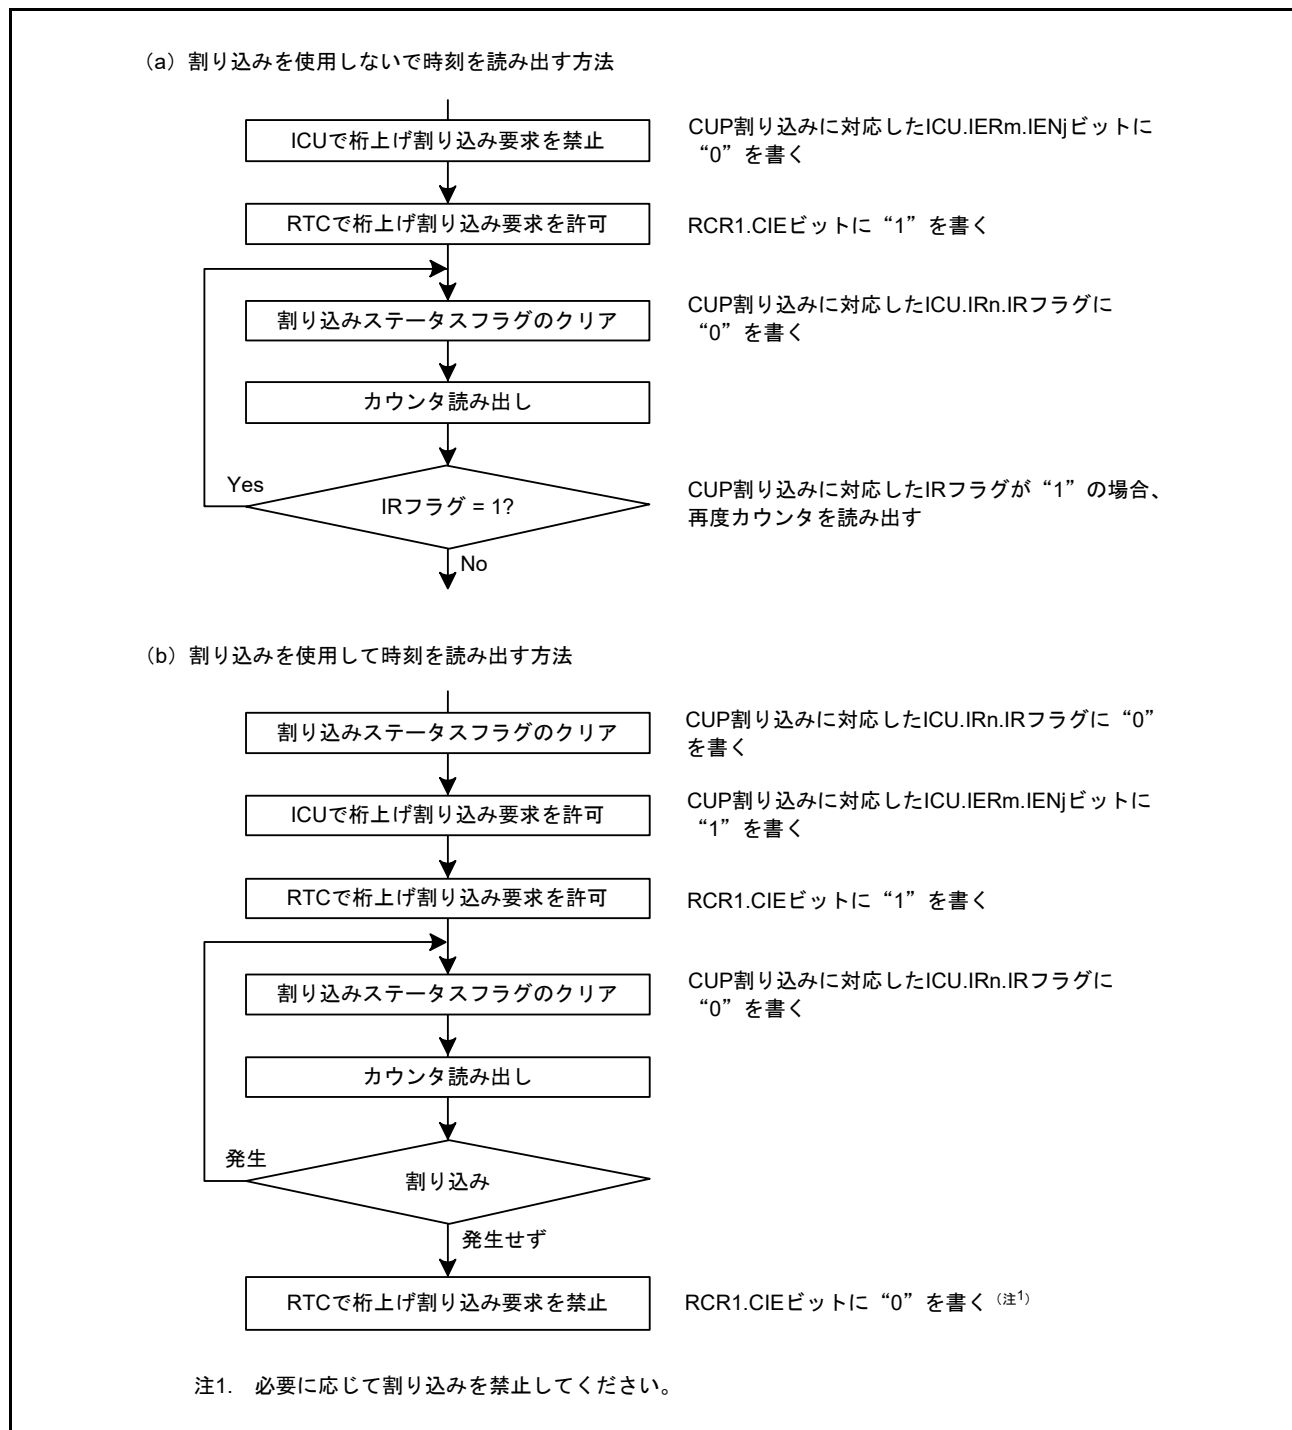 （a）割り込みを使用しないで時刻を読み出す方法
ICUで桁上げ割り込み要求を禁止
CUP割り込みに対応したICU.IERm.IENjビットに
“0”を書く
RTCで桁上げ割り込み要求を許可
RCR1.CIEビットに“1”を書く
割り込みステータスフラグのクリア
CUP割り込みに対応したICU.IRn.IRフラグに
“0”を書く
カウンタ読み出し
Yes
IRフラグ = 1?
CUP割り込みに対応したIRフラグが“1”の場合、
再度カウンタを読み出す
No
（b）割り込みを使用して時刻を読み出す方法
割り込みステータスフラグのクリア
CUP割り込みに対応したICU.IRn.IRフラグに“0”
を書く
ICUで桁上げ割り込み要求を許可
CUP割り込みに対応したICU.IERm.IENjビットに
“1”を書く
RTCで桁上げ割り込み要求を許可
RCR1.CIEビットに“1”を書く
割り込みステータスフラグのクリア
CUP割り込みに対応したICU.IRn.IRフラグに
“0”を書く
カウンタ読み出し
発生
割り込み
発生せず
RTCで桁上げ割り込み要求を禁止
RCR1.CIEビットに“0”を書く（注1）
注1.　必要に応じて割り込みを禁止してください。